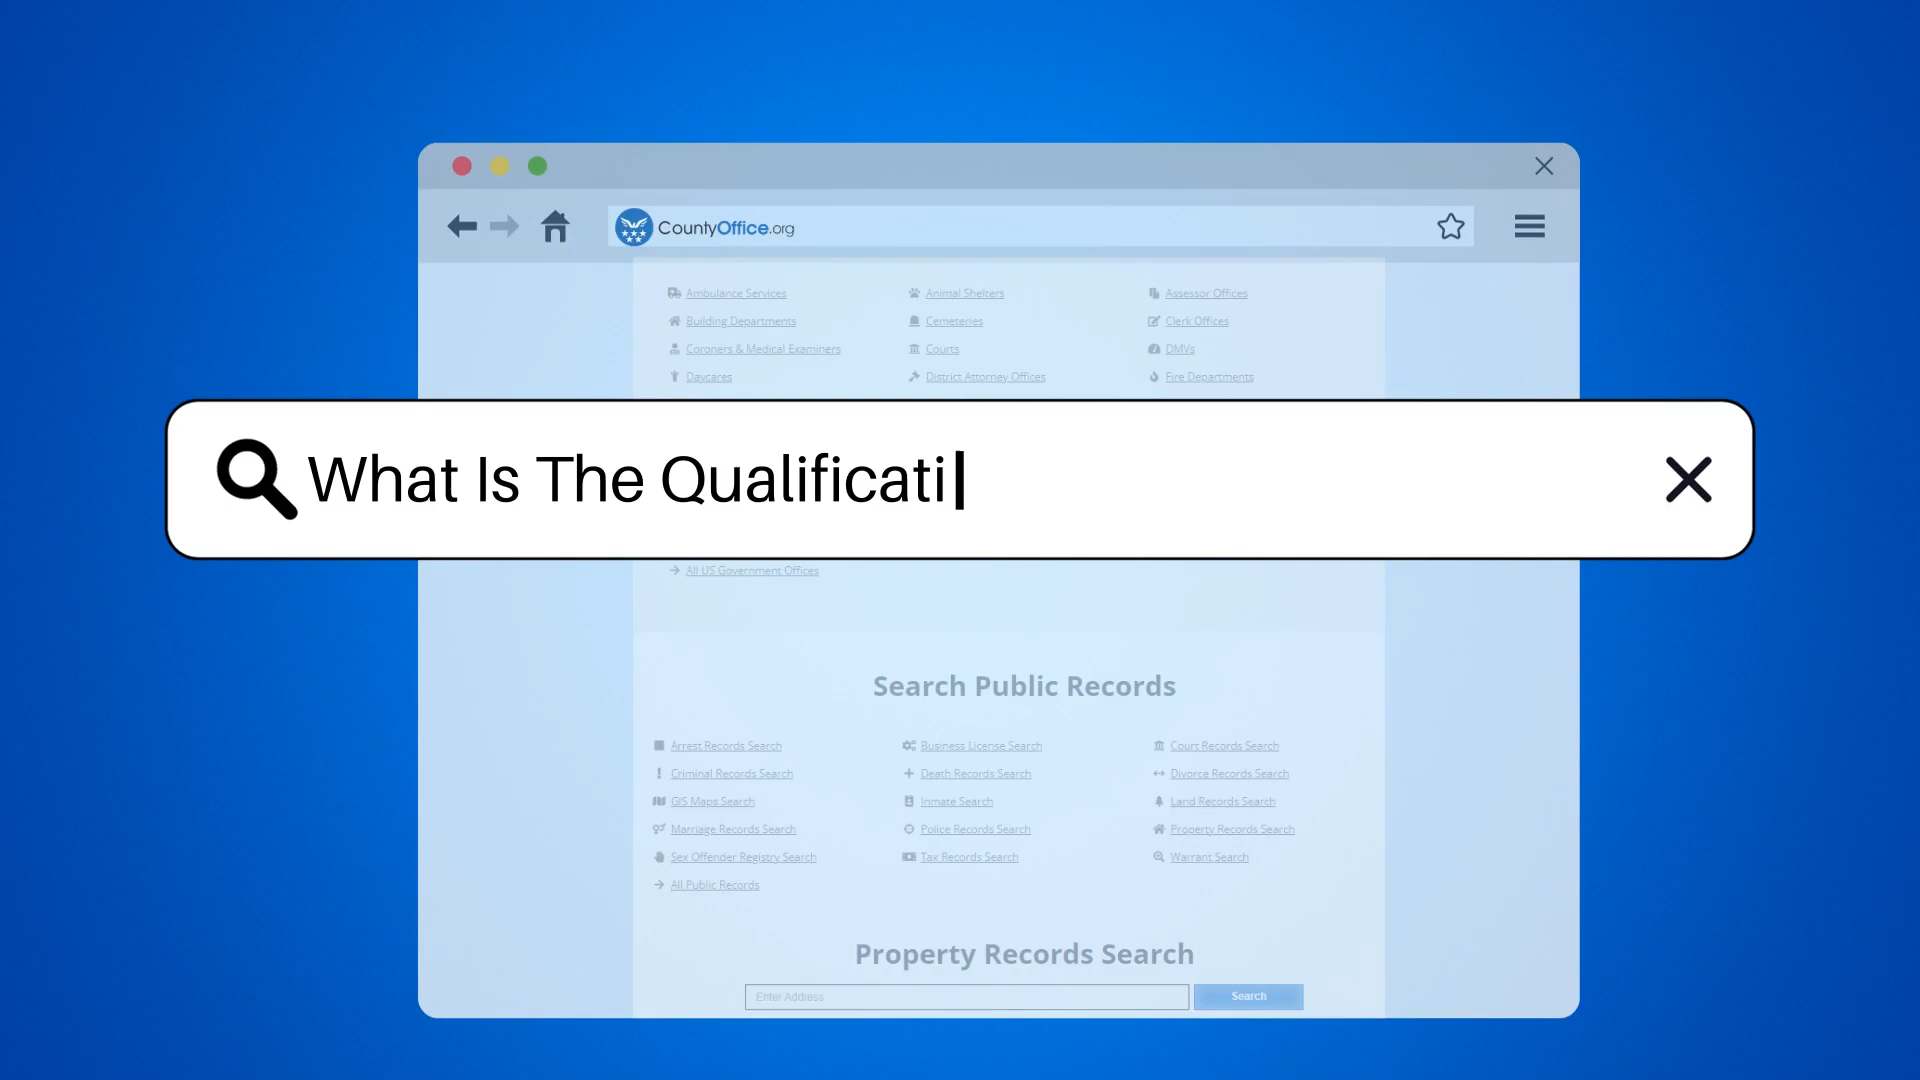 CountyOffice.org
Ambulance Services Animal Shelters Assessor Offices
Building Departments Cemeteries Clerk Offices
Coroners & Medical Examiners Courts DMVs
Daycares District Attorney Offices Fire Departments
What Is The Qualificati
All US Government Offices
Search Public Records
Arrest Records Search Business License Search Court Records Search
Criminal Records Search Death Records Search Divorce Records Search
GIS Maps Search Inmate Search Land Records Search
Marriage Records Search Police Records Search Property Records Search
Sex Offender Registry Search Tax Records Search Warrant Search
All Public Records
Property Records Search
Enter Address Search